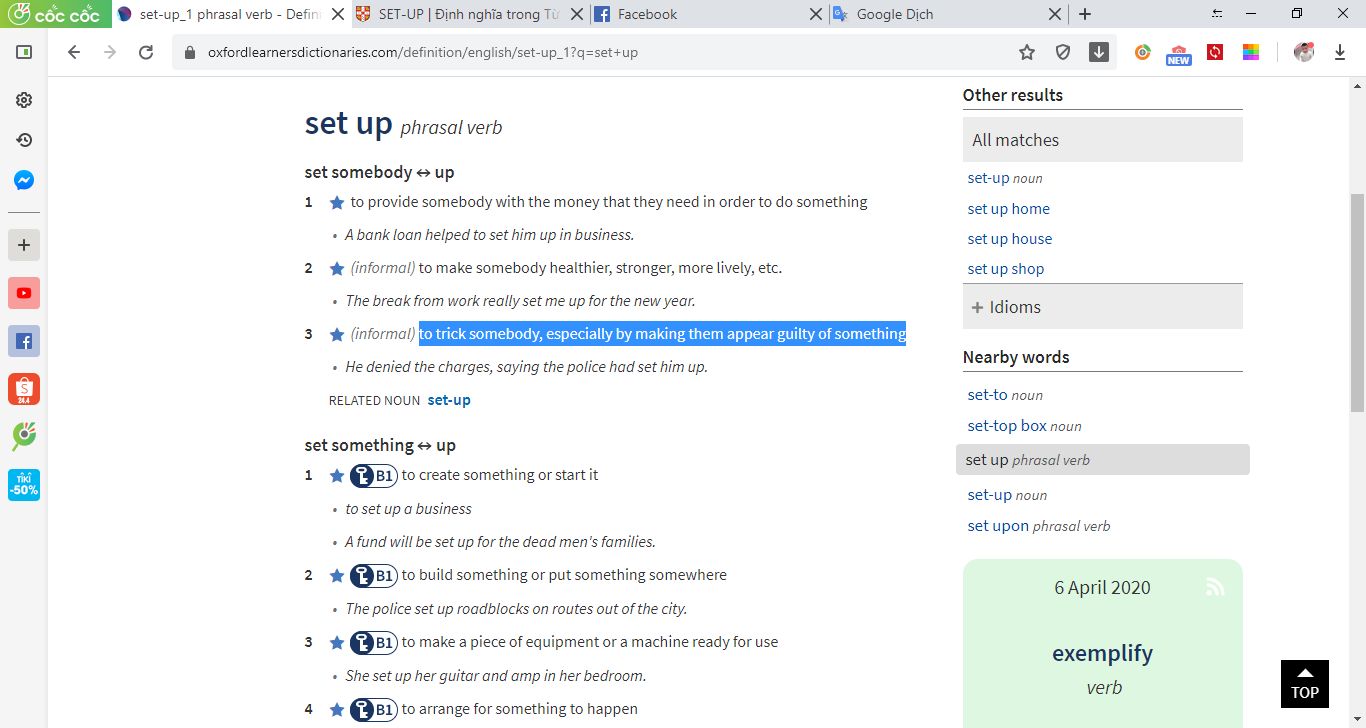 cốc cốc
set-up_1 phrasal verb - Defini
SET-UP | Định nghĩa trong Từ
Facebook
Google Dịch
oxfordlearnersdictionaries.com/definition/english/set-up_1?q=set+up
NEW
set up phrasal verb
set somebody ↔ up
1 to provide somebody with the money that they need in order to do something
• A bank loan helped to set him up in business.
2 (informal) to make somebody healthier, stronger, more lively, etc.
• The break from work really set me up for the new year.
3 (informal) to trick somebody, especially by making them appear guilty of something
• He denied the charges, saying the police had set him up.
RELATED NOUN set-up
set something ↔ up
1 B1 to create something or start it
• to set up a business
• A fund will be set up for the dead men's families.
2 B1 to build something or put something somewhere
• The police set up roadblocks on routes out of the city.
3 B1 to make a piece of equipment or a machine ready for use
• She set up her guitar and amp in her bedroom.
4 B1 to arrange for something to happen
Other results
All matches
set-up noun
set up home
set up house
set up shop
+ Idioms
Nearby words
set-to noun
set-top box noun
set up phrasal verb
set-up noun
set upon phrasal verb
6 April 2020
exemplify
verb
TOP
S
24.4
TIKI
-50%